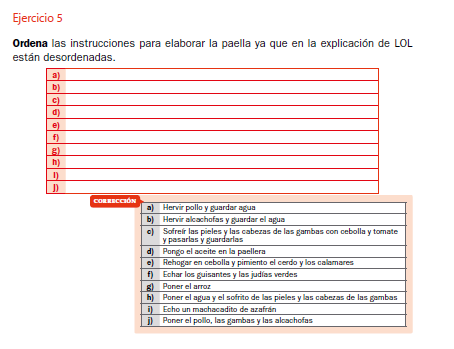 Ejercicio 5
Ordena las instrucciones para elaborar la paella ya que en la explicación de LOL
están desordenadas.
a)
b)
c)
d)
e)
f)
g)
h)
i)
j)
CORRECCIÓN
a) Hervir pollo y guardar agua
b) Hervir alcachofas y guardar el agua
c) Sofreír las pieles y las cabezas de las gambas con cebolla y tomate
y pasarlas y guardarlas
d) Pongo el aceite en la paellera
e) Rehogar en cebolla y pimiento el cerdo y los calamares
f) Echar los guisantes y las judías verdes
g) Poner el arroz
h) Poner el agua y el sofrito de las pieles y las cabezas de las gambas
i) Echo un machacadito de azafrán
j) Poner el pollo, las gambas y las alcachofas